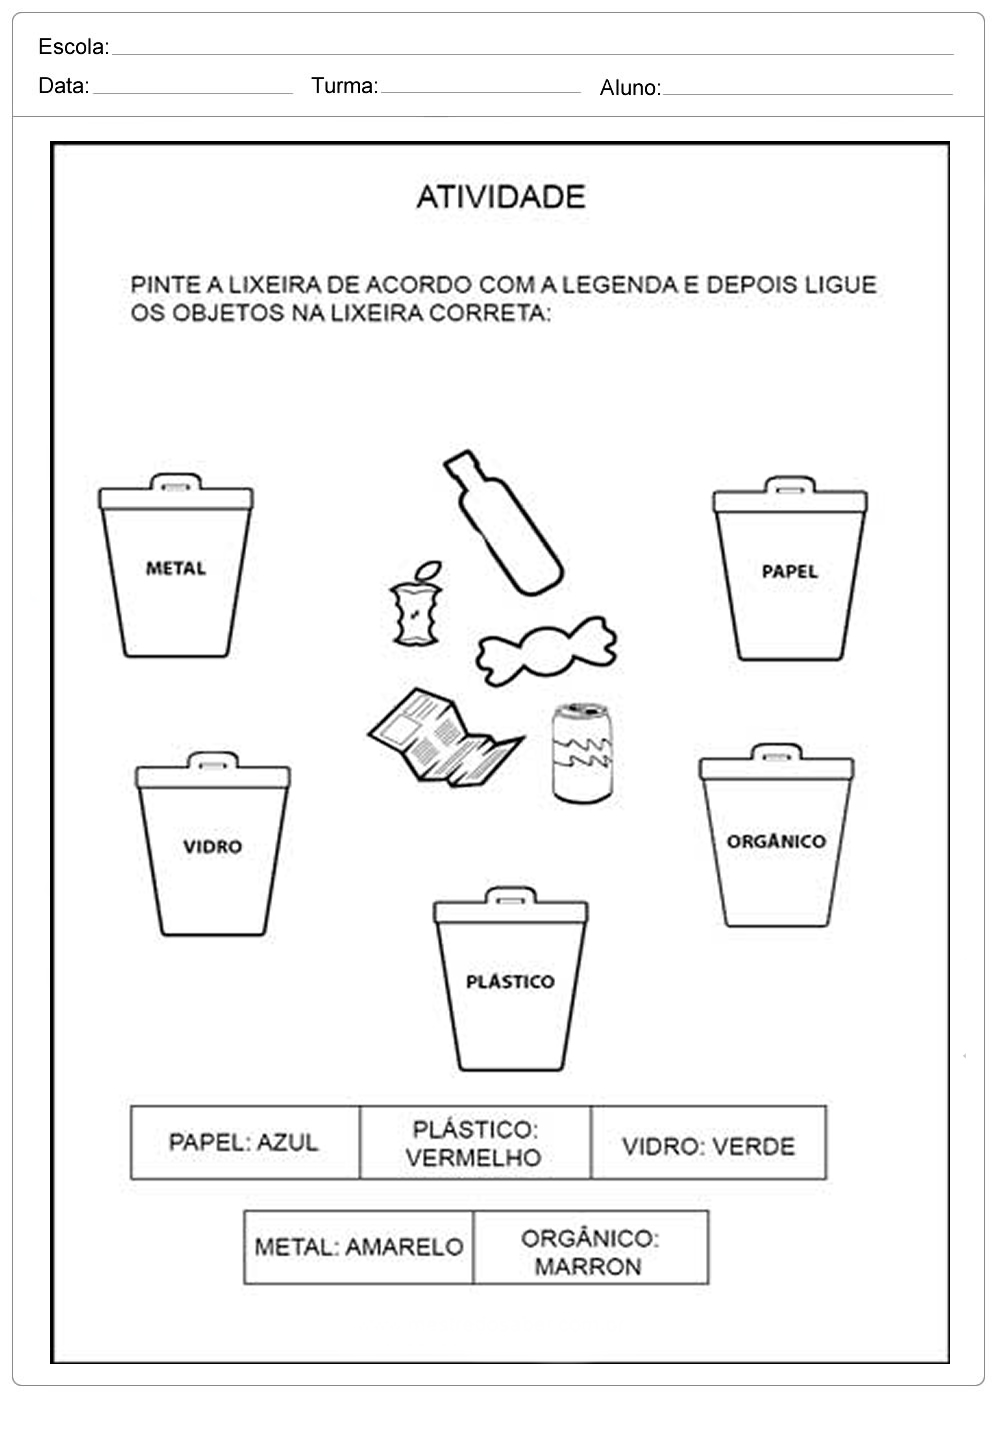 Escola:
Data: Turma: Aluno:
ATIVIDADE
PINTE A LIXEIRA DE ACORDO COM A LEGENDA E DEPOIS LIGUE
OS OBJETOS NA LIXEIRA CORRETA:
METAL
PAPEL
VIDRO
ORGÂNICO
PLÁSTICO
PAPEL: AZUL
PLÁSTICO:
VERMELHO
VIDRO: VERDE
METAL: AMARELO
ORGÂNICO:
MARRON